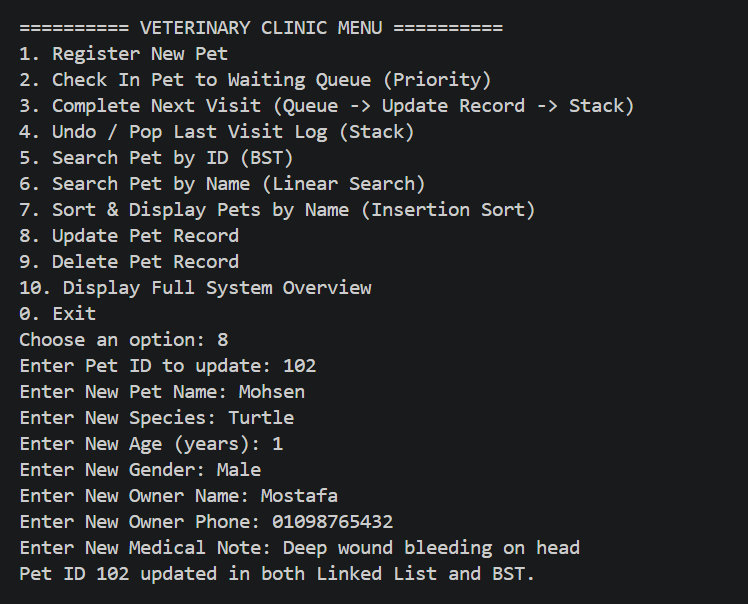 ========== VETERINARY CLINIC MENU ==========
1. Register New Pet
2. Check In Pet to Waiting Queue (Priority)
3. Complete Next Visit (Queue -> Update Record -> Stack)
4. Undo / Pop Last Visit Log (Stack)
5. Search Pet by ID (BST)
6. Search Pet by Name (Linear Search)
7. Sort & Display Pets by Name (Insertion Sort)
8. Update Pet Record
9. Delete Pet Record
10. Display Full System Overview
0. Exit
Choose an option: 8
Enter Pet ID to update: 102
Enter New Pet Name: Mohsen
Enter New Species: Turtle
Enter New Age (years): 1
Enter New Gender: Male
Enter New Owner Name: Mostafa
Enter New Owner Phone: 01098765432
Enter New Medical Note: Deep wound bleeding on head
Pet ID 102 updated in both Linked List and BST.